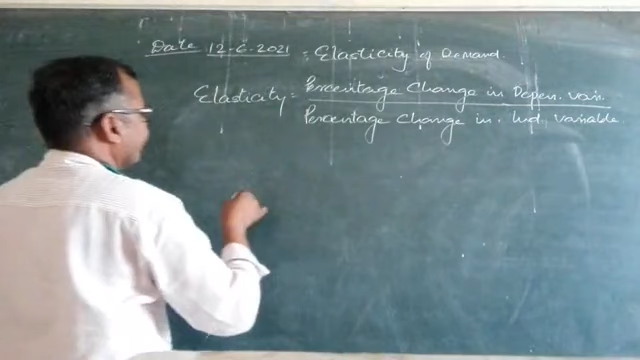 Date 12-6-2021 : Elasticity of Demand.
Elasticity = Percentage Change in Depen. vari.
Percentage Change in. Ind. Variable